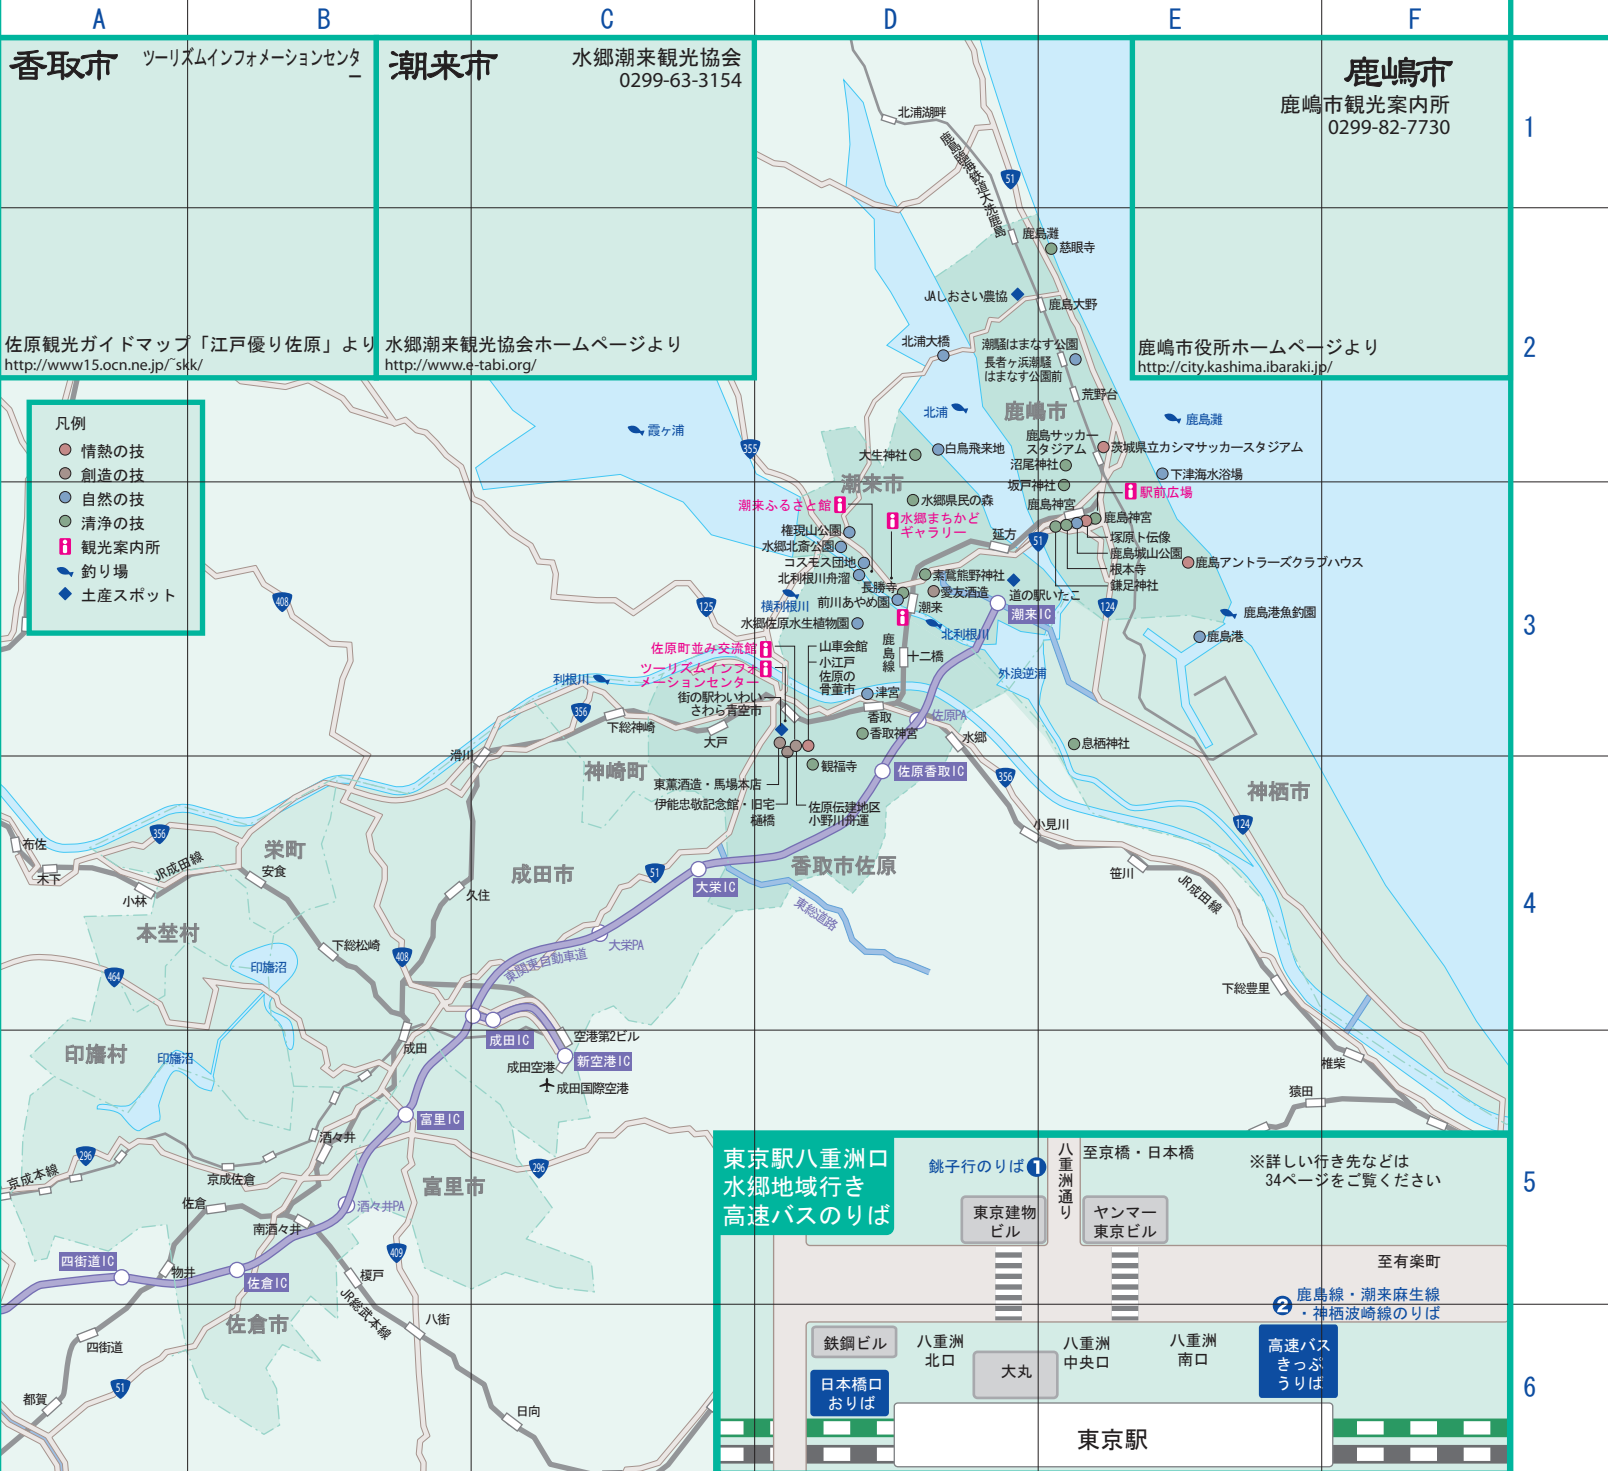 A
B
C
D
E
F
1
2
3
4
5
6
香取市
ツーリズムインフォメーションセンタ
ー
佐原観光ガイドマップ「江戸優り佐原」より
http://www15.ocn.ne.jp/˜skk/
潮来市
水郷潮来観光協会
0299-63-3154
水郷潮来観光協会ホームページより
http://www.e-tabi.org/
鹿嶋市
鹿嶋市観光案内所
0299-82-7730
鹿嶋市役所ホームページより
http://city.kashima.ibaraki.jp/
凡例
情熱の技
創造の技
自然の技
清浄の技
観光案内所
釣り場
土産スポット
北浦湖畔
鹿島臨海鉄道大洗鹿島
51
鹿島灘
慈眼寺
JAしおさい農協
鹿島大野
北浦大橋
潮騒はまなす公園
長者ヶ浜潮騒
はまなす公園前
荒野台
北浦
鹿嶋市
鹿島灘
霞ヶ浦
355
鹿島サッカー
スタジアム
茨城県立カシマサッカースタジアム
大生神社
白鳥飛来地
沼尾神社
下津海水浴場
潮来市
坂戸神社
駅前広場
潮来ふるさと館
水郷県民の森
鹿島神宮
鹿島神宮
水郷まちかど
ギャラリー
権現山公園
延方
51
塚原卜伝像
水郷北斎公園
鹿島城山公園
コスモス団地
根本寺
鹿島アントラーズクラブハウス
北利根川舟溜
素鵞熊野神社
鎌足神社
長勝寺
愛友酒造
道の駅いたこ
横利根川
前川あやめ園
潮来
潮来IC
124
鹿島港魚釣園
408
125
水郷佐原水生植物園
北利根川
鹿島港
佐原町並み交流館
山車会館
鹿島線
十二橋
ツーリズムインフォ
メーションセンター
小江戸
佐原の
骨董市
外浪逆浦
利根川
街の駅わいわい
さわら青空市
津宮
356
下総神崎
香取
佐原PA
大戸
香取神宮
水郷
息栖神社
滑川
神崎町
観福寺
佐原香取IC
356
東薫酒造・馬場本店
伊能忠敬記念館・旧宅
樋橋
佐原伝建地区
小野川舟運
神栖市
124
小見川
356
布佐
栄町
JR成田線
木下
安食
小林
成田市
51
大栄IC
香取市佐原
笹川
JR成田線
久住
東総道路
本埜村
下総松崎
大栄PA
408
東関東自動車道
印旛沼
464
下総豊里
成田IC
空港第2ビル
印旛村
印旛沼
成田
成田空港
新空港IC
成田国際空港
椎柴
猿田
富里IC
酒々井
296
京成本線
京成佐倉
296
佐倉
富里市
酒々井PA
南酒々井
四街道IC
409
物井
佐倉IC
榎戸
JR総武本線
佐倉市
八街
四街道
51
都賀
日向
東京駅八重洲口
水郷地域行き
高速バスのりば
銚子行のりば 1
八重洲通り
至京橋・日本橋
※詳しい行き先などは
34ページをご覧ください
東京建物
ビル
ヤンマー
東京ビル
至有楽町
2 鹿島線・潮来麻生線
・神栖波崎線のりば
鉄鋼ビル
八重洲
北口
大丸
八重洲
中央口
八重洲
南口
高速バス
きっぷ
うりば
日本橋口
おりば
東京駅